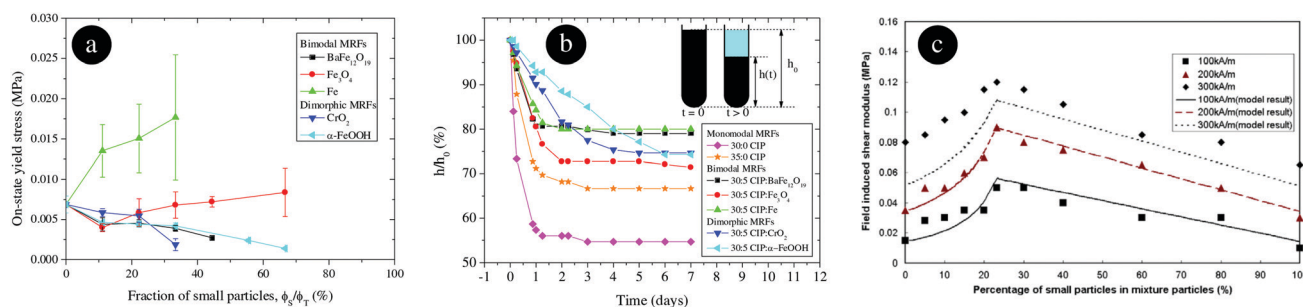 a
On-state yield stress (MPa)
0.030
0.025
0.020
0.015
0.010
0.005
0.000
0
20
40
60
80
100
Fraction of small particles, ϕS/ϕT (%)
Bimodal MRFs
BaFe12O19
Fe3O4
Fe
Dimorphic MRFs
CrO2
α-FeOOH
b
h/h0 (%)
100
90
80
70
60
50
40
-1 0 1 2 3 4 5 6 7 8 9 10 11 12
Time (days)
t = 0
t > 0
h(t)
h0
Monomodal MRFs
30:0 CIP
35:0 CIP
Bimodal MRFs
30:5 CIP:BaFe12O19
30:5 CIP:Fe3O4
30:5 CIP:Fe
Dimorphic MRFs
30:5 CIP:CrO2
30:5 CIP:α-FeOOH
c
Field induced shear modulus (MPa)
0.16
0.14
0.12
0.1
0.08
0.06
0.04
0.02
0
0 10 20 30 40 50 60 70 80 90 100
Percentage of small particles in mixture particles (%)
100kA/m
200kA/m
300kA/m
100kA/m(model result)
200kA/m(model result)
300kA/m(model result)